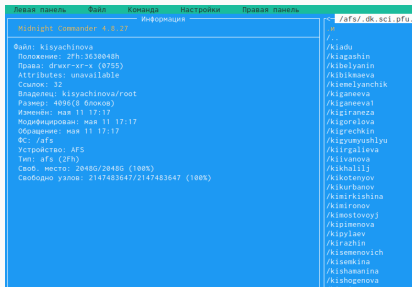 Левая панель Файл Команда Настройки Правая панель
Информация
Midnight Commander 4.8.27
Файл: kisyachinova
Положение: 2fh:3630048h
Права: drwxr-xr-x (0755)
Attributes: unavailable
Ссылок: 32
Владелец: kisyachinova/root
Размер: 4096(8 блоков)
Изменён: мая 11 17:17
Модифицирован: мая 11 17:17
Обращение: мая 11 17:17
ФС: /afs
Устройство: AFS
Тип: afs (2Fh)
Своб. место: 2048G/2048G (100%)
Свободно узлов: 2147483647/2147483647 (100%)
<— /afs/.dk.sci.pfu.
.и
/..
/kiadu
/kiagashin
/kibelyanin
/kibikmaeva
/kiemelyanchik
/kiganeeva
/kiganeeva1
/kigiraneza
/kigorelova
/kigrechkin
/kigyumyushlyu
/kiirgalieva
/kiivanova
/kikhalilj
/kikotenyov
/kikurbanov
/kimirkishina
/kimironov
/kimostovoyj
/kipimenova
/kipylaev
/kirazhin
/kisemenovich
/kisemkina
/kishamanina
/kishogenova